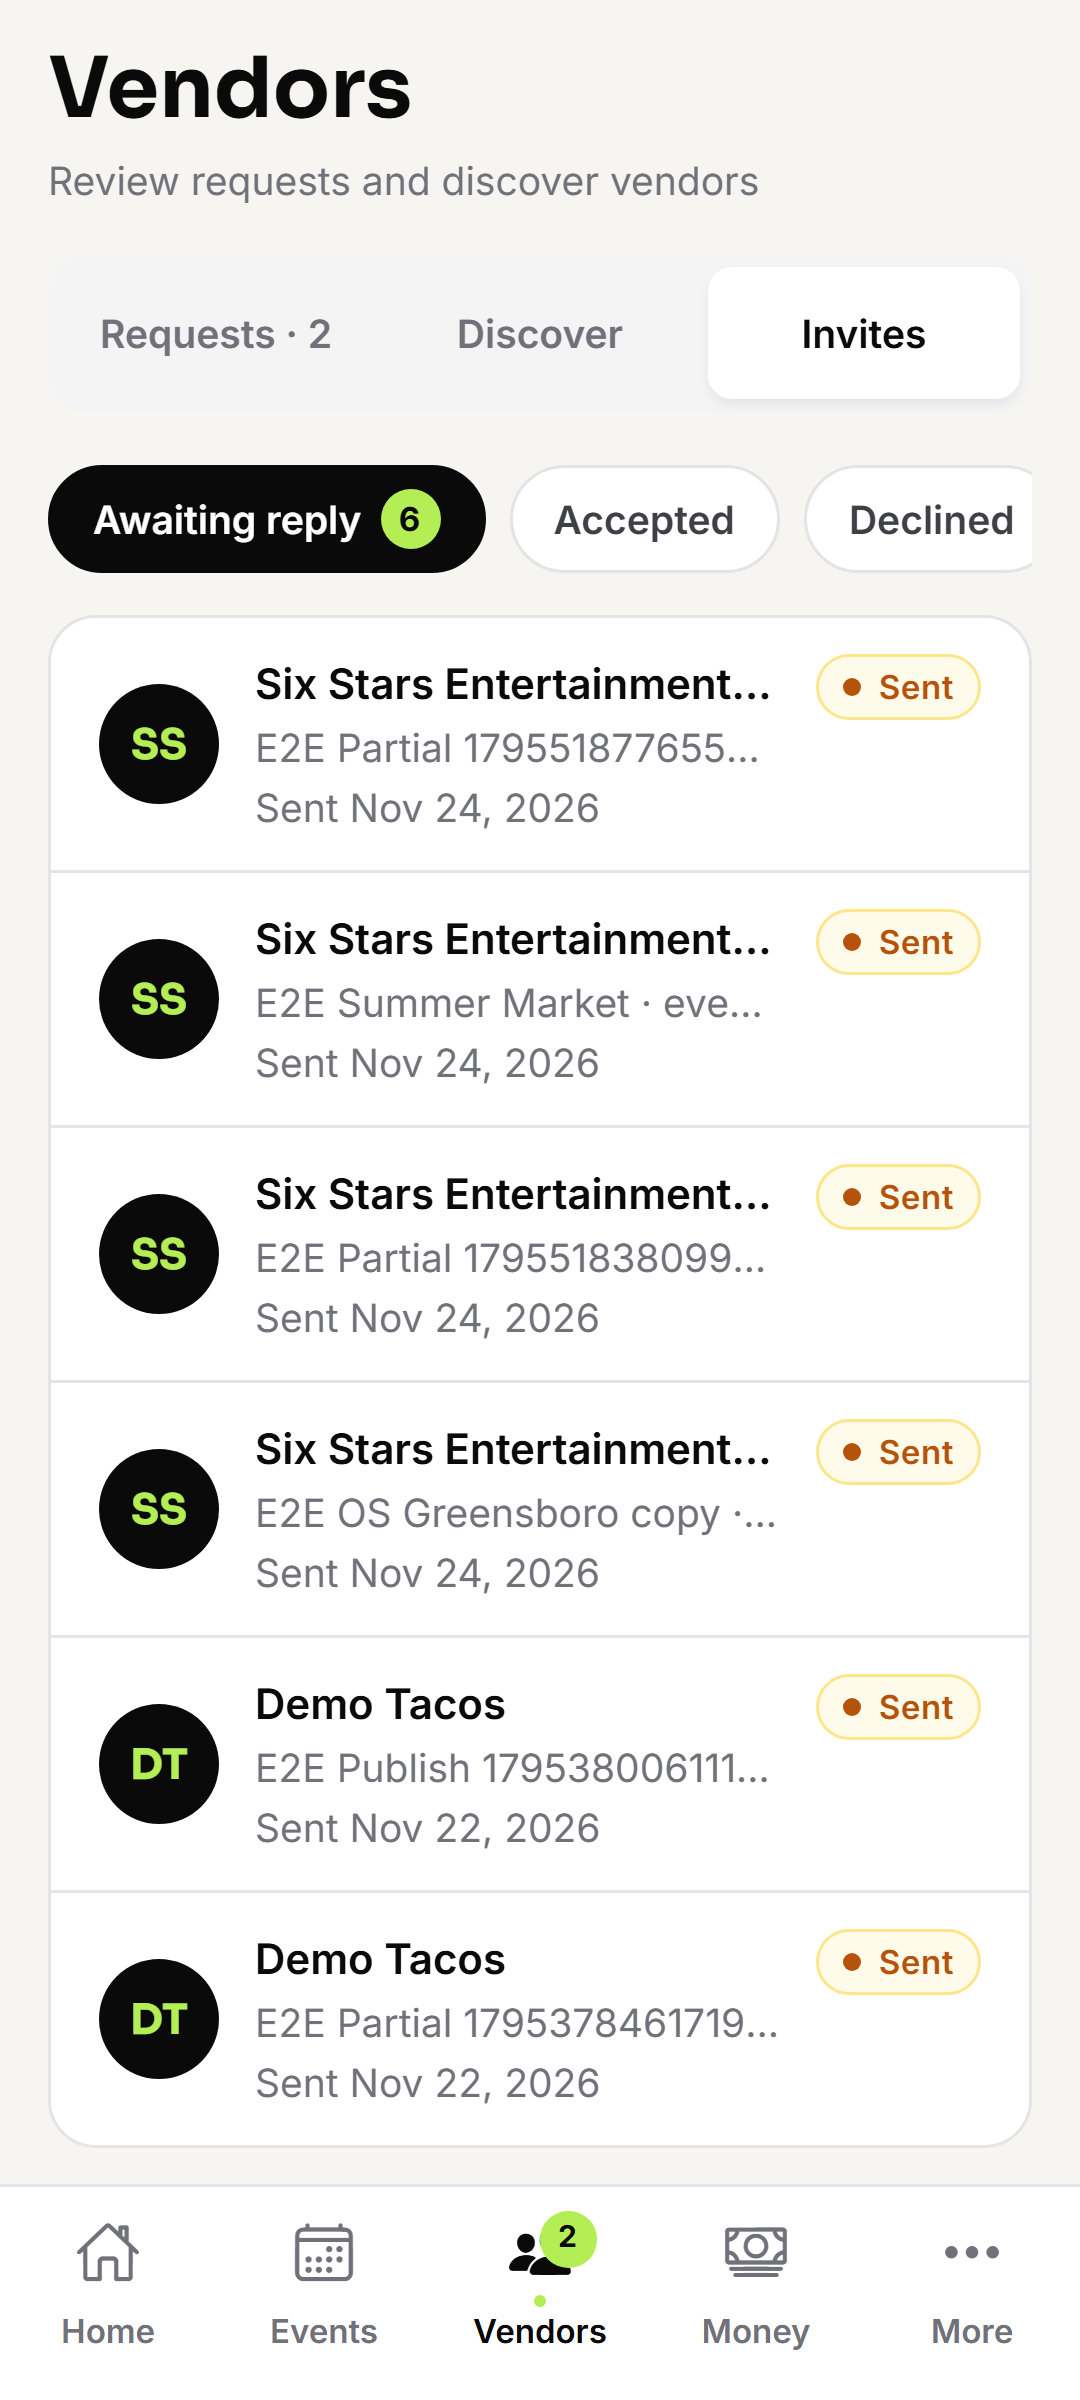 Vendors
Review requests and discover vendors
Requests · 2
Discover
Invites
Awaiting reply 6
Accepted
Declined
SS
Six Stars Entertainment...
Sent
E2E Partial 179551877655...
Sent Nov 24, 2026
SS
Six Stars Entertainment...
Sent
E2E Summer Market · eve...
Sent Nov 24, 2026
SS
Six Stars Entertainment...
Sent
E2E Partial 179551838099...
Sent Nov 24, 2026
SS
Six Stars Entertainment...
Sent
E2E OS Greensboro copy ·...
Sent Nov 24, 2026
DT
Demo Tacos
Sent
E2E Publish 179538006111...
Sent Nov 22, 2026
DT
Demo Tacos
Sent
E2E Partial 1795378461719...
Sent Nov 22, 2026
2
Home
Events
Vendors
Money
More